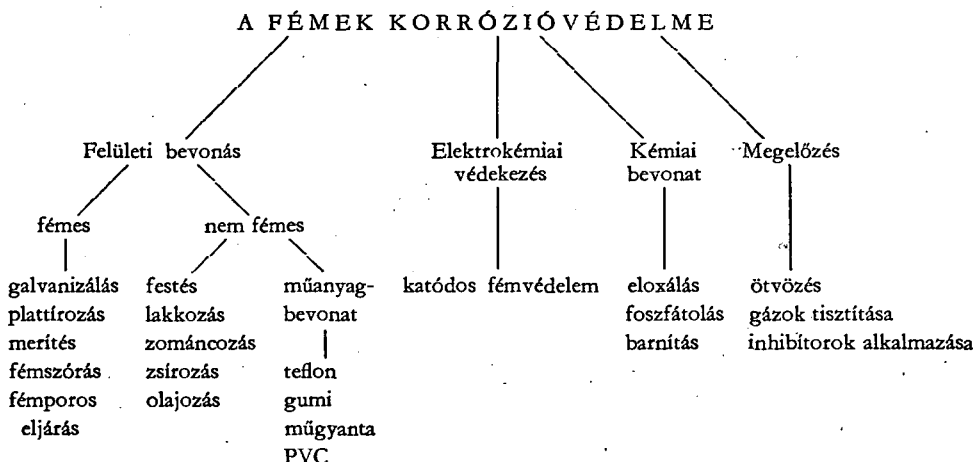 A FÉMEK KORRÓZIÓVÉDELME
Felületi bevonás
Elektrokémiai
védekezés
Kémiai
bevonat
Megelőzés
fémes
nem fémes
galvanizálás
plattírozás
merítés
fémszórás
fémporos
eljárás
festés
lakkozás
zománcozás
zsírozás
olajozás
műanyag-
bevonat
teflon
gumi
műgyanta
PVC
katódos fémvédelem
eloxálás
foszfátolás
barnítás
ötvözés
gázok tisztítása
inhibítorok alkalmazása